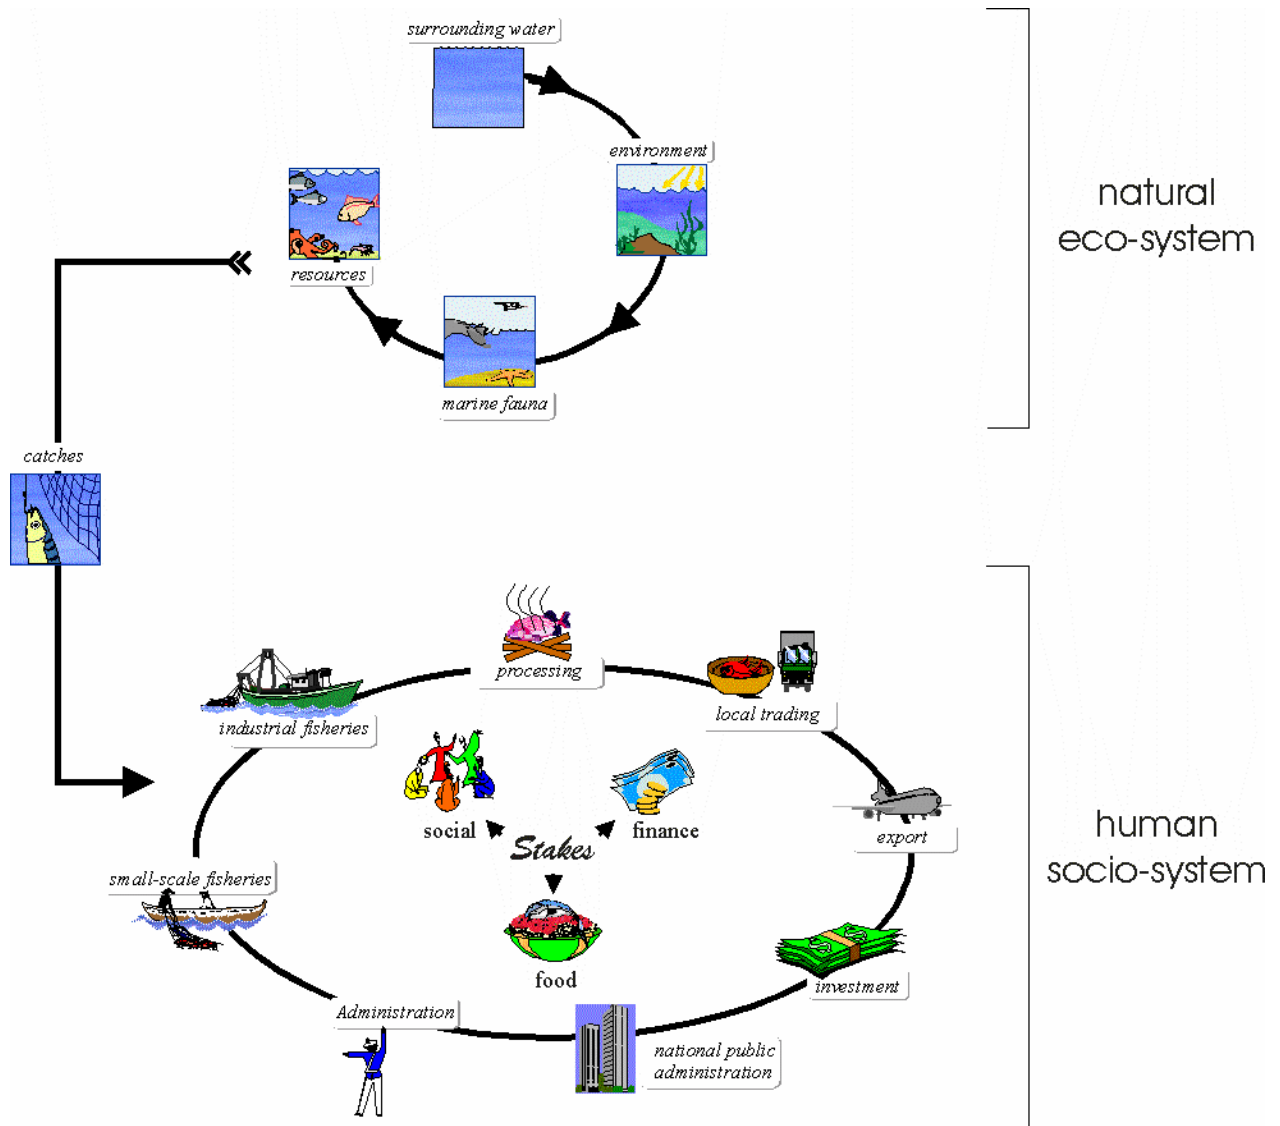 surrounding water
environment
natural
eco-system
resources
marine fauna
catches
processing
local trading
industrial fisheries
social
finance
Stakes
export
human
socio-system
small-scale fisheries
food
investment
Administration
national public
administration